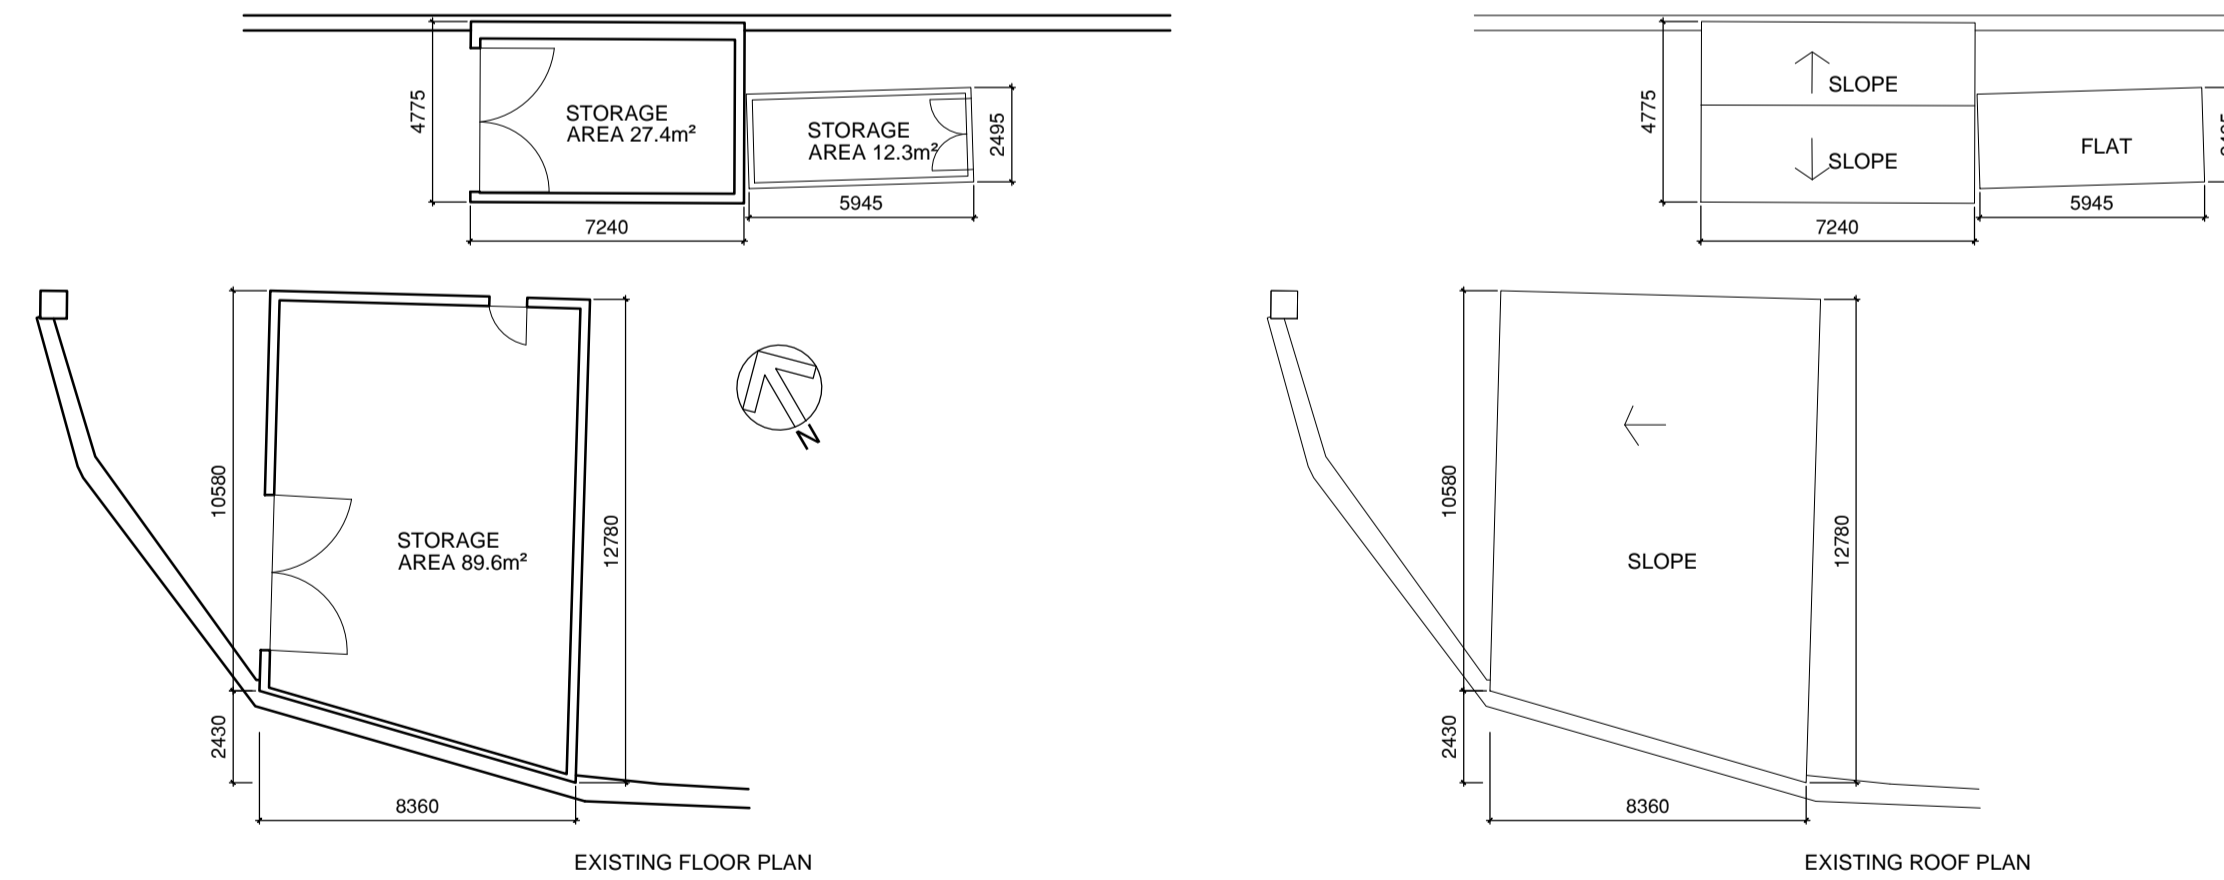 4775
STORAGE
AREA 27.4m²
STORAGE
AREA 12.3m²
2495
5945
7240
10580
2430
STORAGE
AREA 89.6m²
12780
N
8360
EXISTING FLOOR PLAN
4775
SLOPE
SLOPE
FLAT
5945
7240
10580
2430
SLOPE
12780
8360
EXISTING ROOF PLAN